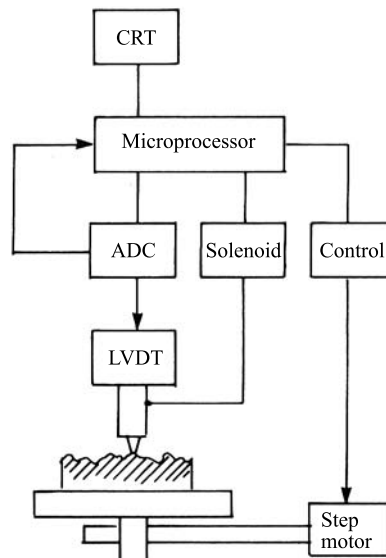 CRT
Microprocessor
ADC
Solenoid
Control
LVDT
Step
motor